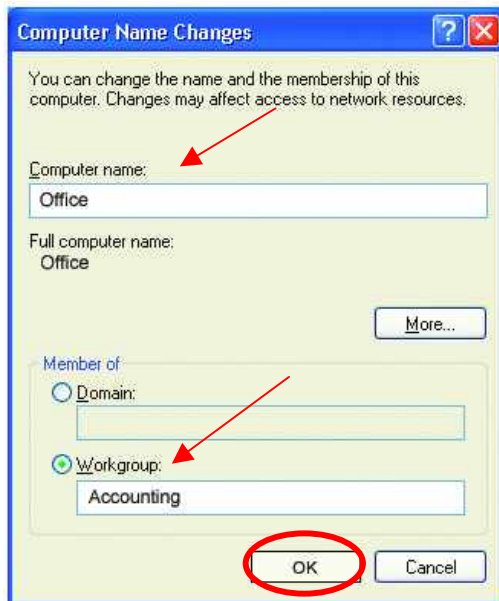 Computer Name Changes
You can change the name and the membership of this
computer. Changes may affect access to network resources.
Computer name:
Office
Full computer name:
Office
More...
Member of
Domain:
Workgroup:
Accounting
OK Cancel